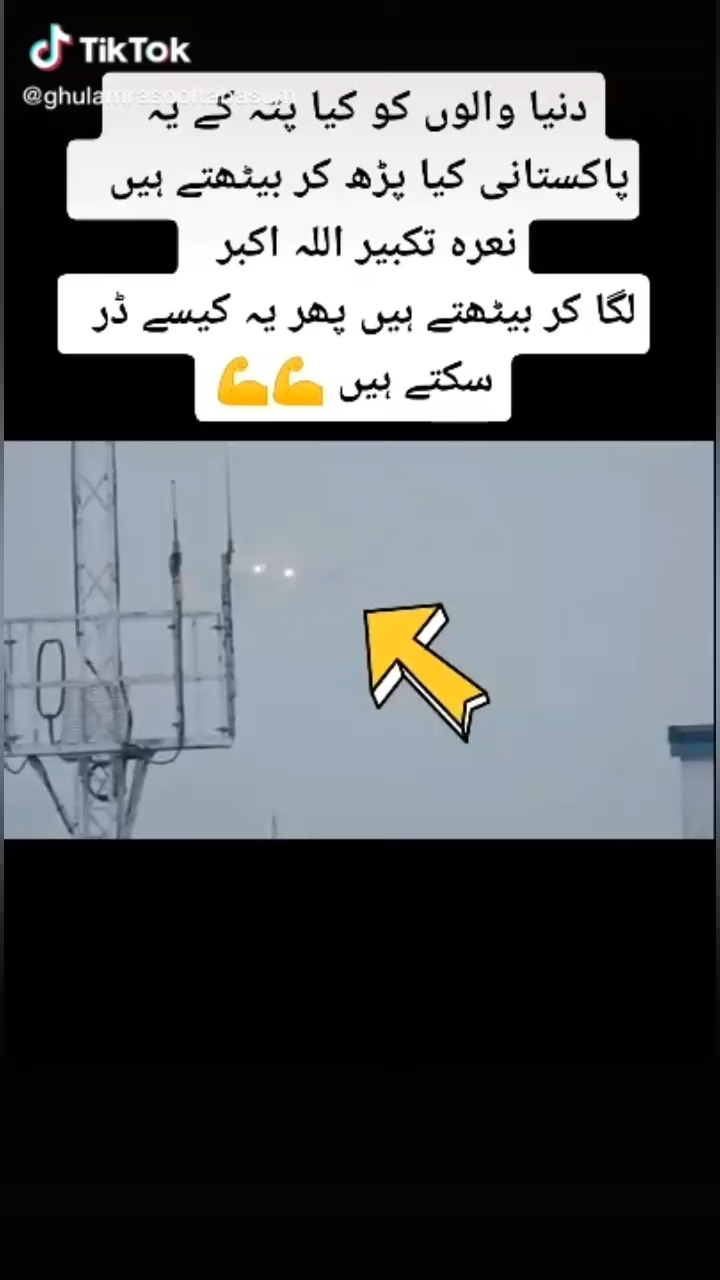 TikTok
دنیا والوں کو کیا پتہ کے یہ
پاکستانی کیا پڑھ کر بیٹھتے ہیں
نعرہ تکبیر اللہ اکبر
لگا کر بیٹھتے ہیں پھر یہ کیسے ڈر
سکتے ہیں 💪💪